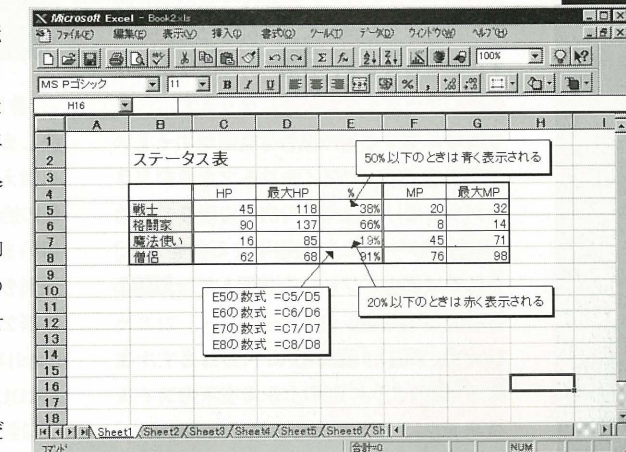 Microsoft Excel - Book2.xls
ファイル(F) 編集(E) 表示(V) 挿入(I) 書式(O) ツール(T) データ(D) ウィンドウ(W) ヘルプ(H)
100%
MS Pゴシック 11 B I U % ,
H16
A B C D E F G H I
1
2 ステータス表
50%以下のときは青く表示される
3
4 HP 最大HP % MP 最大MP
5 戦士 45 118 38% 20 32
6 格闘家 90 137 66% 8 14
7 魔法使い 16 85 19% 45 71
8 僧侶 62 68 91% 76 98
9
10 E5の数式 =C5/D5
20%以下のときは赤く表示される
11 E6の数式 =C6/D6
12 E7の数式 =C7/D7
13 E8の数式 =C8/D8
14
15
16
17
18
Sheet1 Sheet2 Sheet3 Sheet4 Sheet5 Sheet6 Sh
コマンド 合計=0 NUM